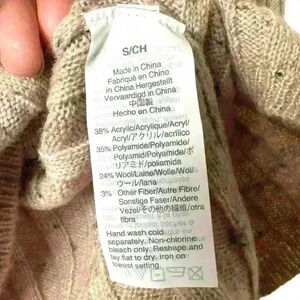 S/CH
Made in China
Fabriqué en Chine
in China Hergestellt
Vervaardigd in China
中国製
Hecho en China
38% Acrylic/Acrylique/Acryl/
Acryl/アクリル/acrílico
35% Polyamide/Polyamide/
Polyamid/Polyamide/ポ
リアミド/poliamida
24% Wool/Laine/Wolle/Wol/
ウール/lana
3% Other Fiber/Autre Fibre/
Sonstige Faser/Andere
Vezel/その他の繊維/otra
fibra
Hand wash cold
separately. Non-chlorine
bleach only. Reshape and
lay flat to dry. Iron on
lowest setting.